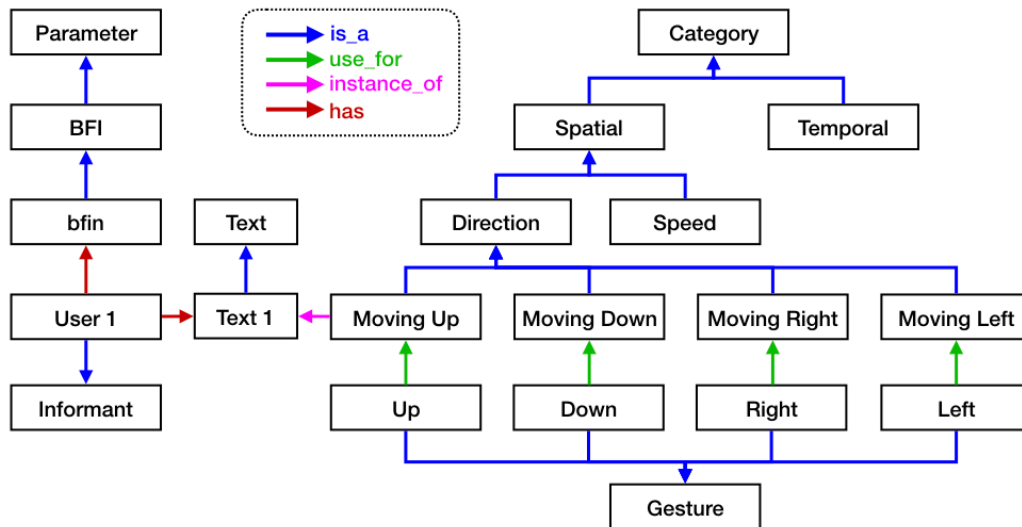 Parameter
is_a
use_for
instance_of
has
Category
BFI
Spatial
Temporal
bfin
Text
Direction
Speed
User 1
Text 1
Moving Up
Moving Down
Moving Right
Moving Left
Informant
Up
Down
Right
Left
Gesture